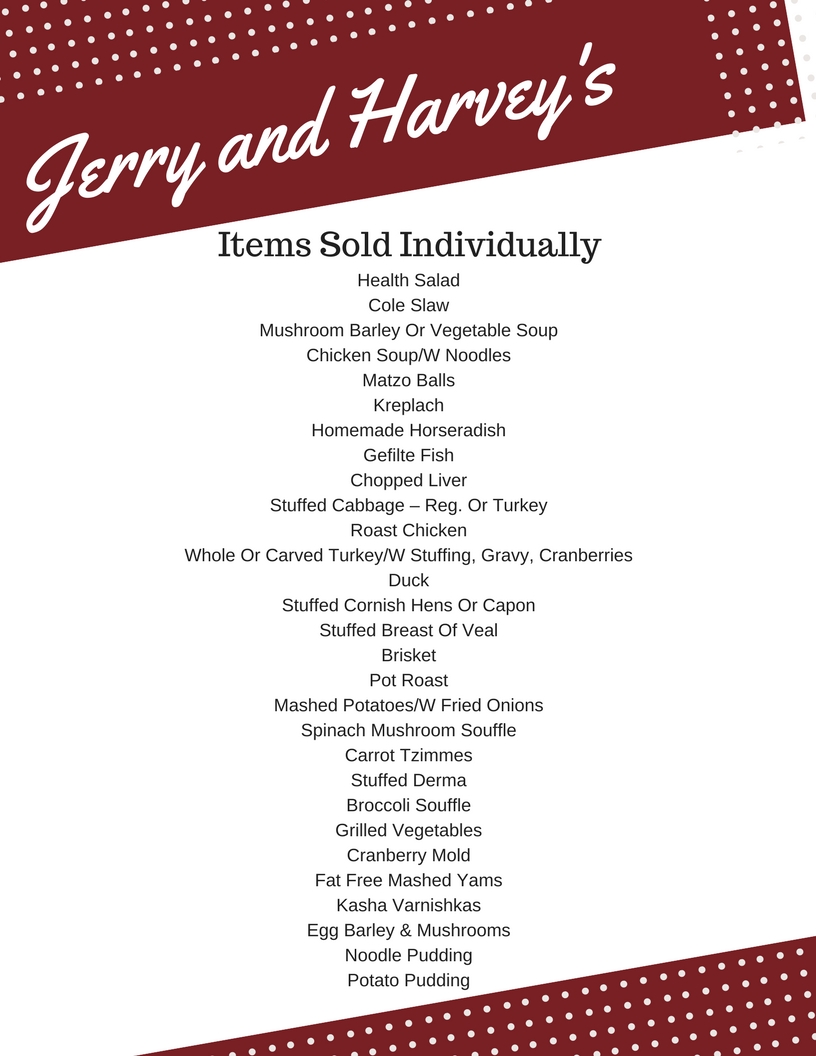 Jerry and Harvey's
Items Sold Individually
Health Salad
Cole Slaw
Mushroom Barley Or Vegetable Soup
Chicken Soup/W Noodles
Matzo Balls
Kreplach
Homemade Horseradish
Gefilte Fish
Chopped Liver
Stuffed Cabbage – Reg. Or Turkey
Roast Chicken
Whole Or Carved Turkey/W Stuffing, Gravy, Cranberries
Duck
Stuffed Cornish Hens Or Capon
Stuffed Breast Of Veal
Brisket
Pot Roast
Mashed Potatoes/W Fried Onions
Spinach Mushroom Souffle
Carrot Tzimmes
Stuffed Derma
Broccoli Souffle
Grilled Vegetables
Cranberry Mold
Fat Free Mashed Yams
Kasha Varnishkas
Egg Barley & Mushrooms
Noodle Pudding
Potato Pudding